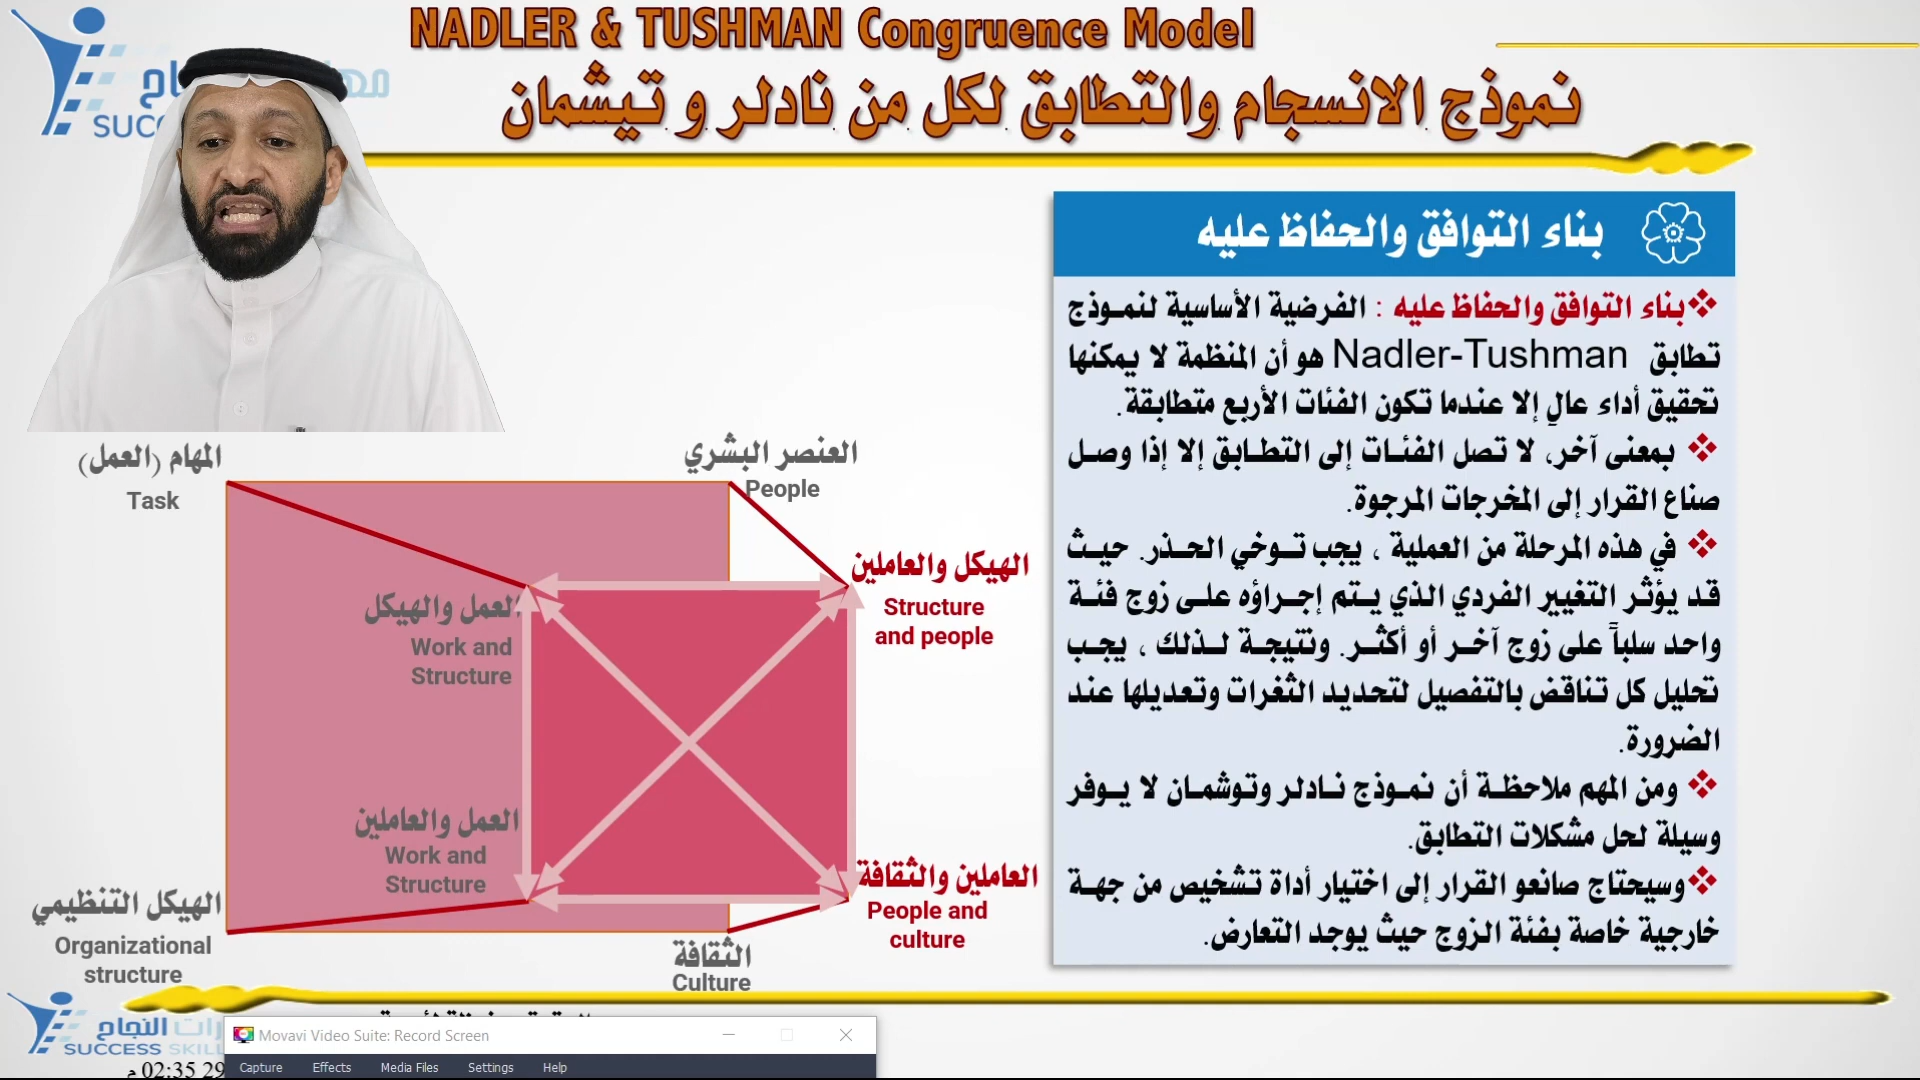 NADLER & TUSHMAN Congruence Model
نموذج الانسجام والتطابق لكل من نادلر و تيشمان
بناء التوافق والحفاظ عليه
❖بناء التوافق والحفاظ عليه : الفرضية الأساسية لنموذج
تطابق Nadler-Tushman هو أن المنظمة لا يمكنها
تحقيق أداء عالٍ إلا عندما تكون الفئات الأربع متطابقة.
❖ بمعنى آخر، لا تصل الفئات إلى التطابق إلا إذا وصل
صناع القرار إلى المخرجات المرجوة.
❖ في هذه المرحلة من العملية ، يجب توخي الحذر. حيث
قد يؤثر التغيير الفردي الذي يتم إجراؤه على زوج فئة
واحد سلباً على زوج آخر أو أكثر. ونتيجة لذلك ، يجب
تحليل كل تناقض بالتفصيل لتحديد الثغرات وتعديلها عند
الضرورة.
❖ ومن المهم ملاحظة أن نموذج نادلر وتوشمان لا يوفر
وسيلة لحل مشكلات التطابق.
❖وسيحتاج صانعو القرار إلى اختيار أداة تشخيص من جهة
خارجية خاصة بفئة الزوج حيث يوجد التعارض.
المهام (العمل)
Task
العنصر البشري
People
الهيكل والعاملين
Structure
and people
العمل والهيكل
Work and
Structure
العمل والعاملين
Work and
Structure
العاملين والثقافة
People and
culture
الهيكل التنظيمي
Organizational
structure
الثقافة
Culture
رات النجاح
SUCCESS SKILL
02:35 29 م
Movavi Video Suite: Record Screen
Capture Effects Media Files Settings Help